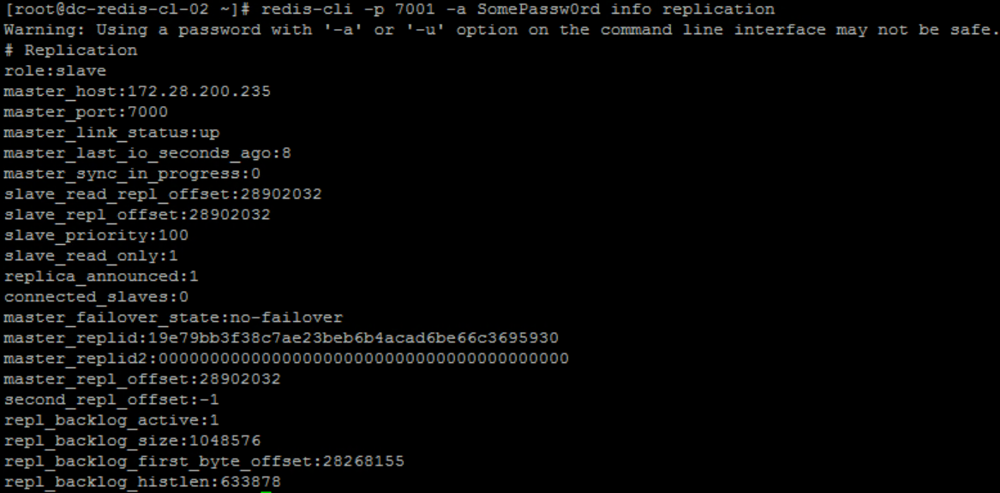 [root@dc-redis-cl-02 ~]# redis-cli -p 7001 -a SomePassw0rd info replication
Warning: Using a password with '-a' or '-u' option on the command line interface may not be safe.
# Replication
role:slave
master_host:172.28.200.235
master_port:7000
master_link_status:up
master_last_io_seconds_ago:8
master_sync_in_progress:0
slave_read_repl_offset:28902032
slave_repl_offset:28902032
slave_priority:100
slave_read_only:1
replica_announced:1
connected_slaves:0
master_failover_state:no-failover
master_replid:19e79bb3f38c7ae23beb6b4acad6be66c3695930
master_replid2:0000000000000000000000000000000000000000
master_repl_offset:28902032
second_repl_offset:-1
repl_backlog_active:1
repl_backlog_size:1048576
repl_backlog_first_byte_offset:28268155
repl_backlog_histlen:633878